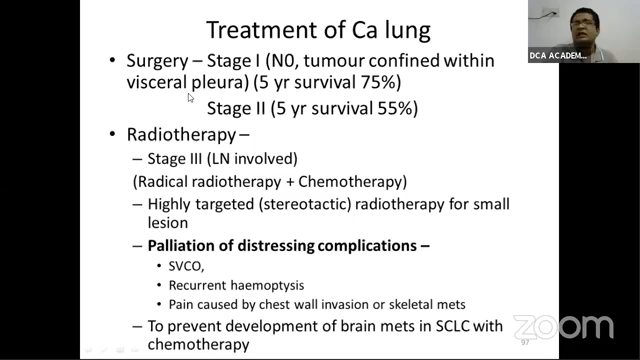 Treatment of Ca lung
• Surgery – Stage I (N0, tumour confined within
visceral pleura) (5 yr survival 75%)
Stage II (5 yr survival 55%)
• Radiotherapy –
– Stage III (LN involved)
(Radical radiotherapy + Chemotherapy)
– Highly targeted (stereotactic) radiotherapy for small
lesion
– Palliation of distressing complications –
• SVCO,
• Recurrent haemoptysis
• Pain caused by chest wall invasion or skeletal mets
– To prevent development of brain mets in SCLC with
chemotherapy
97
DCA ACADEM...
zoom